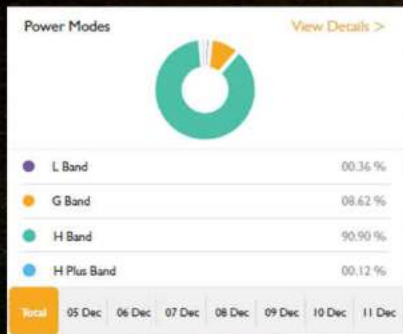 Power Modes View Details >
L Band 00.36 %
G Band 08.62 %
H Band 90.90 %
H Plus Band 00.12 %
Total 05 Dec 06 Dec 07 Dec 08 Dec 09 Dec 10 Dec 11 Dec